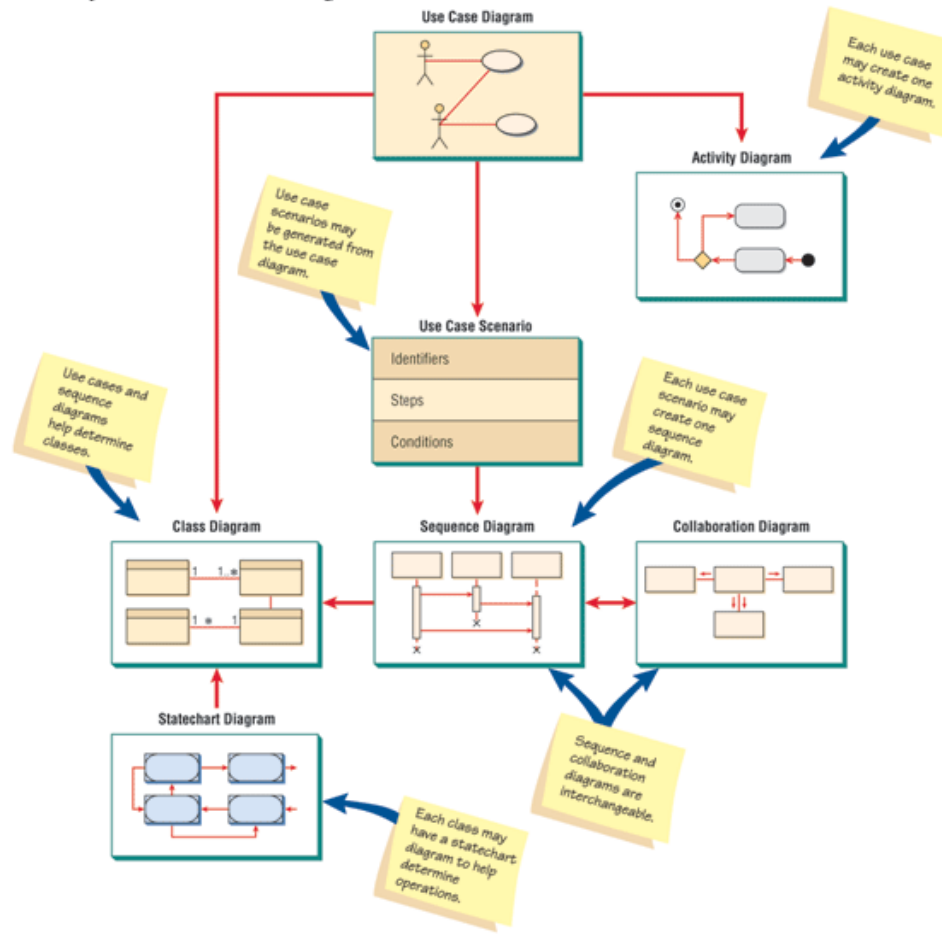 Use Case Diagram
Each use case
may create one
activity diagram.
Activity Diagram
Use case
scenarios may
be generated from
the use case
diagram.
Use Case Scenario
Identifiers
Steps
Conditions
Use cases and
sequence
diagrams
help determine
classes.
Each use case
scenario may
create one
sequence
diagram.
Class Diagram
1 1..*
1 * 1
Sequence Diagram
Collaboration Diagram
Statechart Diagram
Sequence and
collaboration
diagrams are
interchangeable.
Each class may
have a statechart
diagram to help
determine
operations.